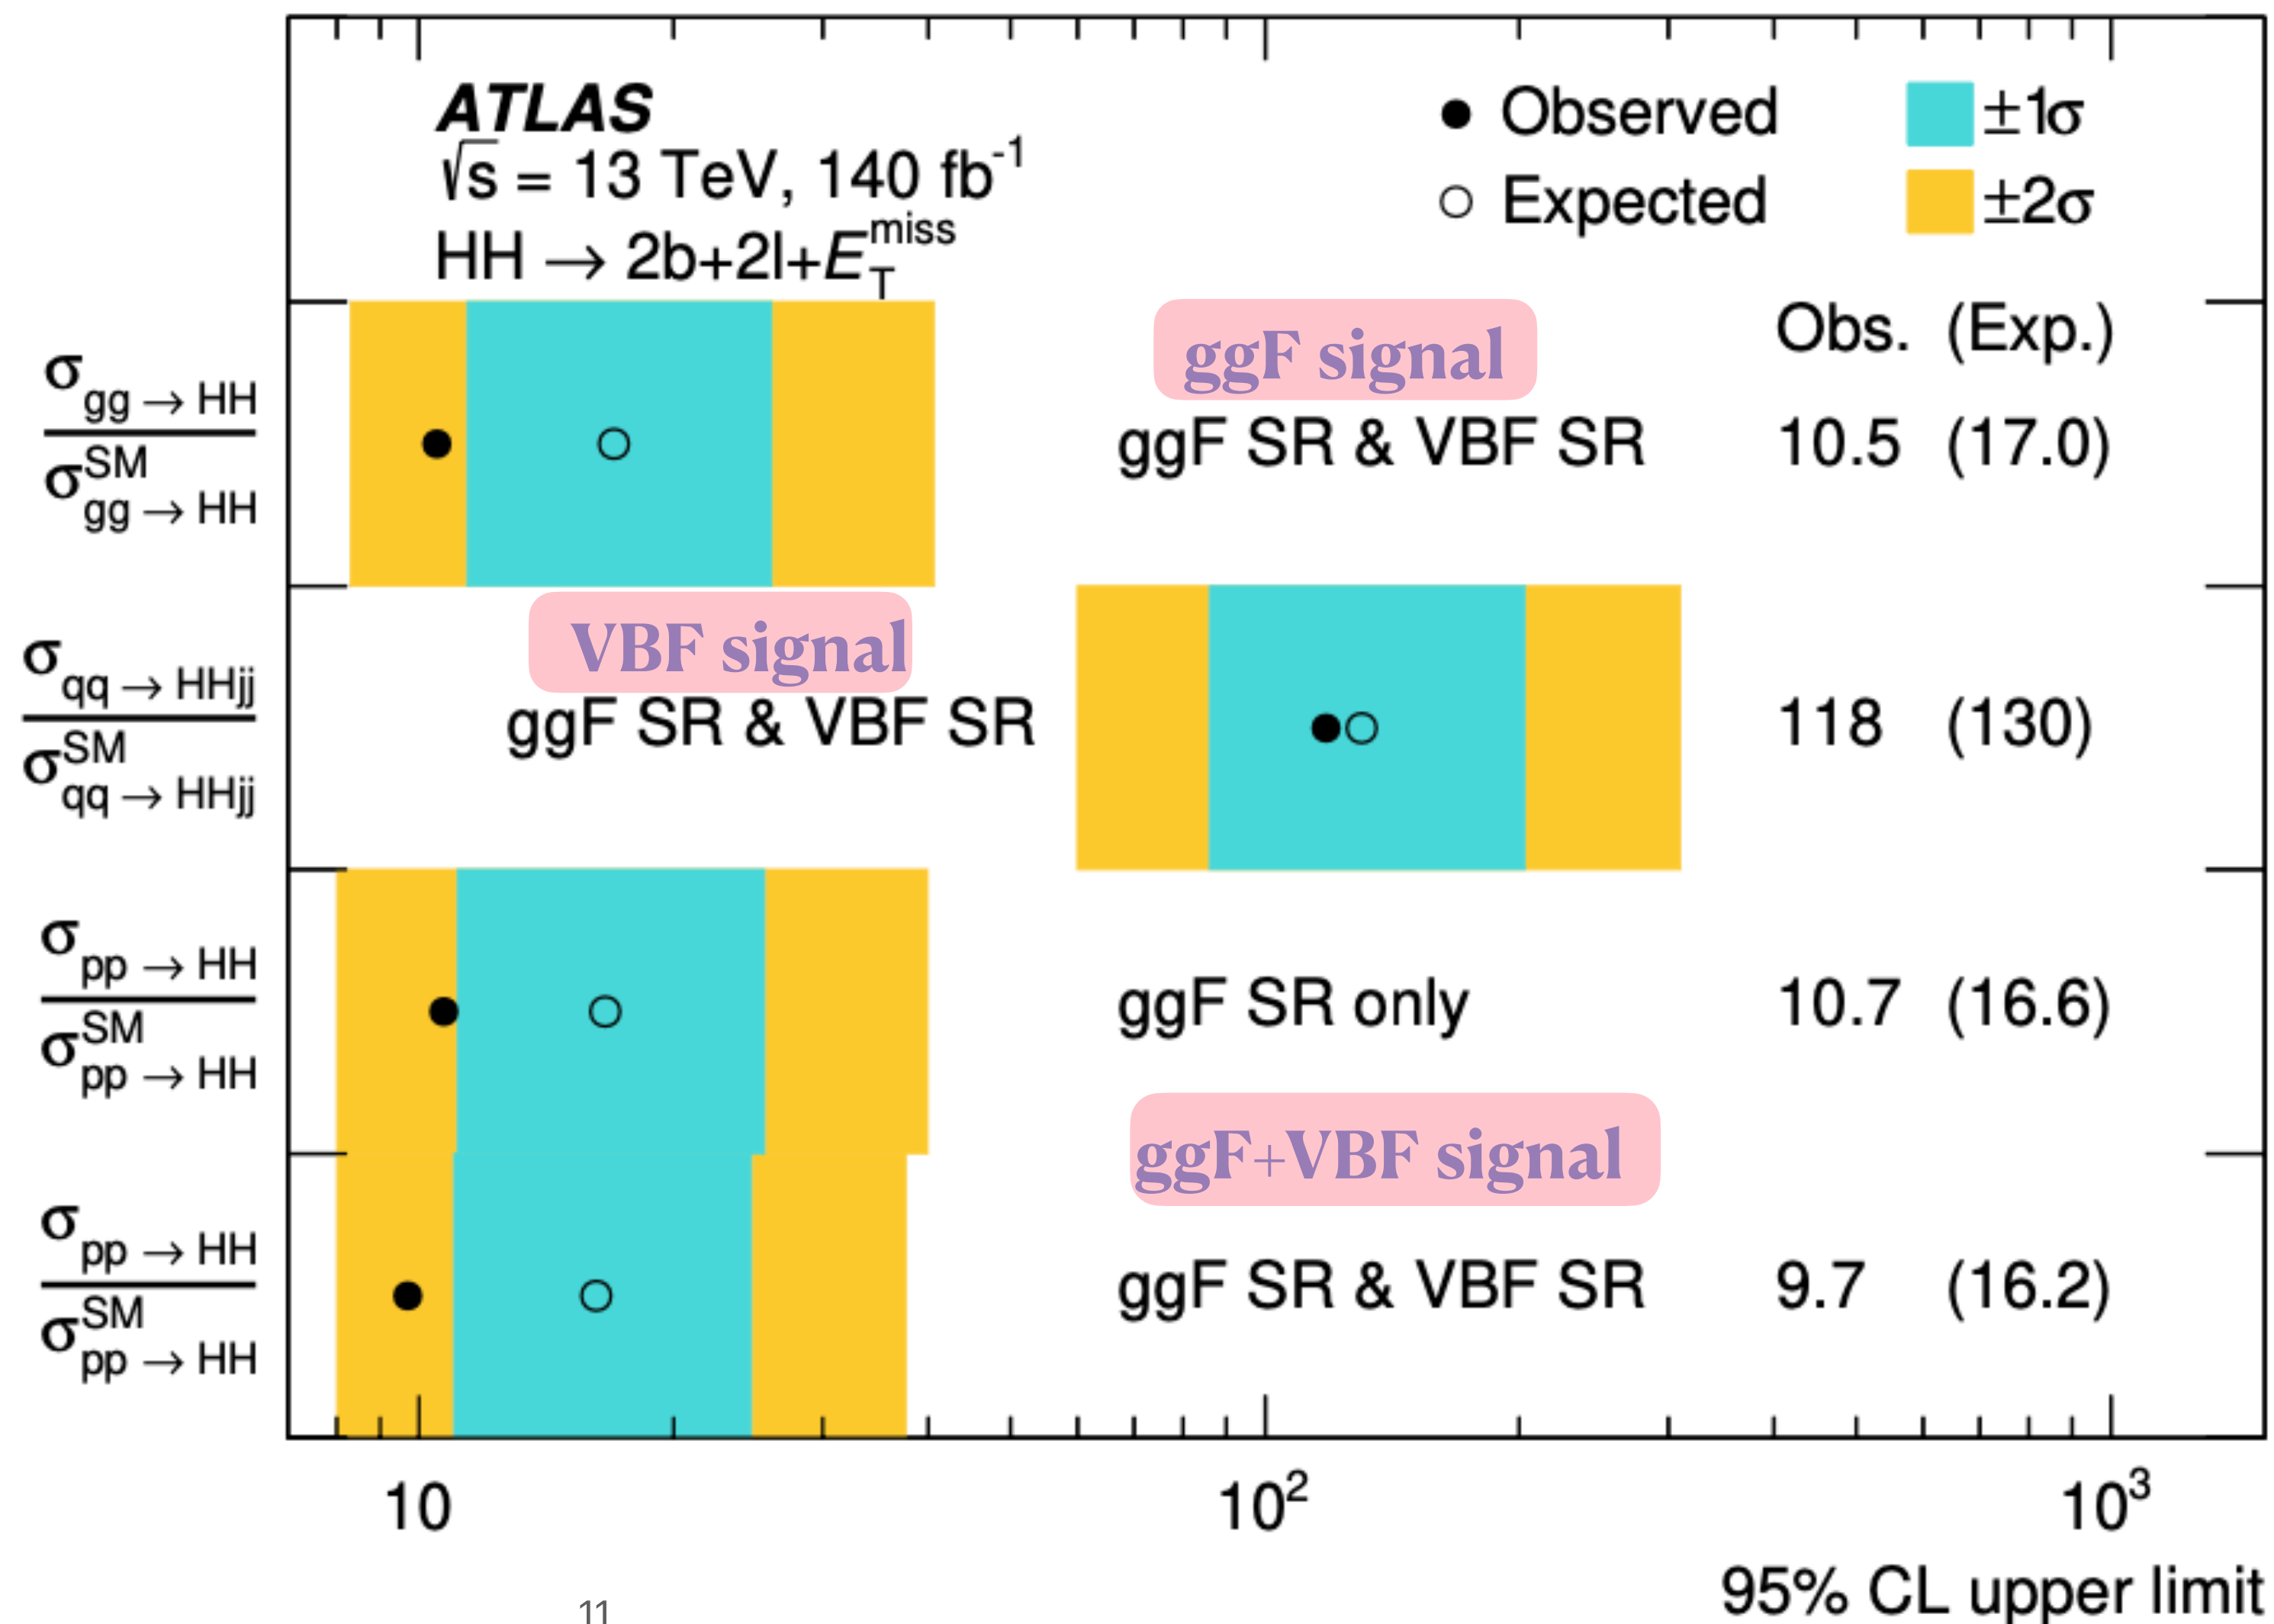 ATLAS
√s = 13 TeV, 140 fb⁻¹
HH → 2b+2l+E_T^miss
● Observed ±1σ
○ Expected ±2σ
Obs. (Exp.)
σ_gg → HH
σ^SM_gg → HH
ggF signal
ggF SR & VBF SR 10.5 (17.0)
σ_qq → HHjj
σ^SM_qq → HHjj
VBF signal
ggF SR & VBF SR 118 (130)
σ_pp → HH
σ^SM_pp → HH
ggF SR only 10.7 (16.6)
ggF+VBF signal
σ_pp → HH
σ^SM_pp → HH
ggF SR & VBF SR 9.7 (16.2)
10 10² 10³
95% CL upper limit
11